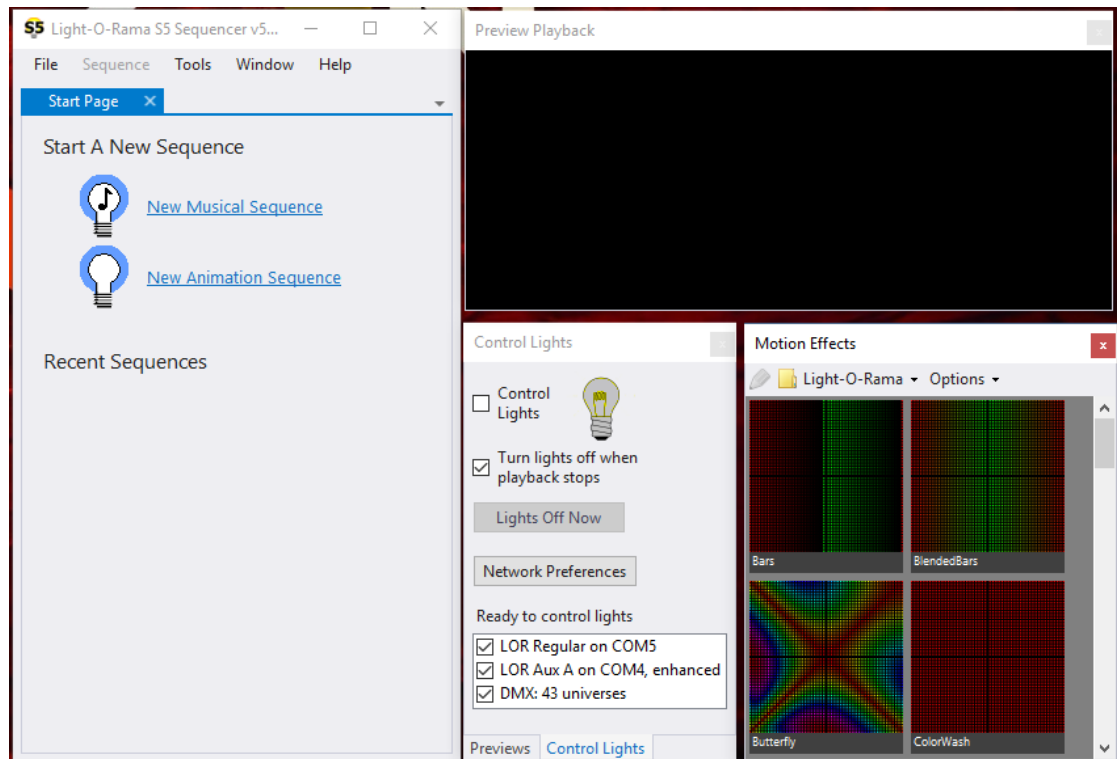 S5 Light-O-Rama S5 Sequencer v5...
File Sequence Tools Window Help
Start Page
Start A New Sequence
New Musical Sequence
New Animation Sequence
Recent Sequences
Preview Playback
Control Lights
Control
Lights
Turn lights off when
playback stops
Lights Off Now
Network Preferences
Ready to control lights
LOR Regular on COM5
LOR Aux A on COM4, enhanced
DMX: 43 universes
Previews Control Lights
Motion Effects
Light-O-Rama Options
Bars BlendedBars
Butterfly ColorWash